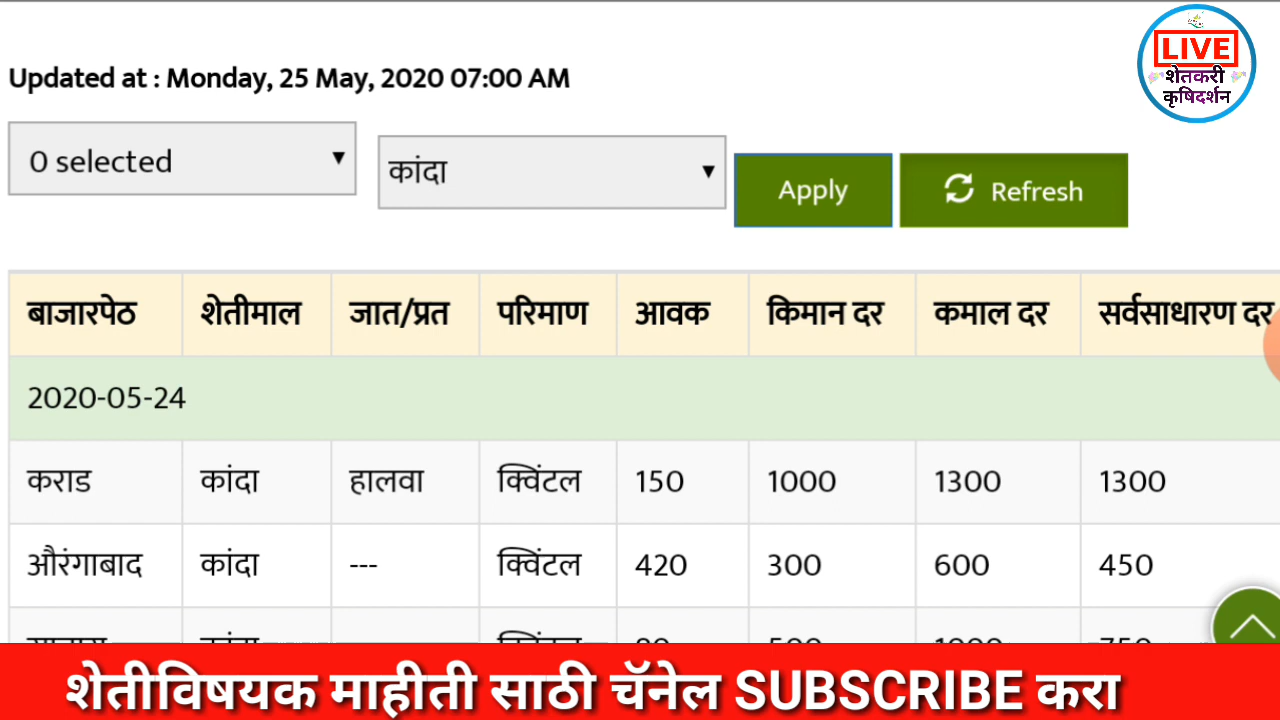 LIVE
शेतकरी
कृषिदर्शन
Updated at : Monday, 25 May, 2020 07:00 AM
0 selected
कांदा
Apply
Refresh
बाजारपेठ शेतीमाल जात/प्रत परिमाण आवक किमान दर कमाल दर सर्वसाधारण दर
2020-05-24
कराड कांदा हालवा क्विंटल 150 1000 1300 1300
औरंगाबाद कांदा --- क्विंटल 420 300 600 450
शेतीविषयक माहीती साठी चॅनेल SUBSCRIBE करा